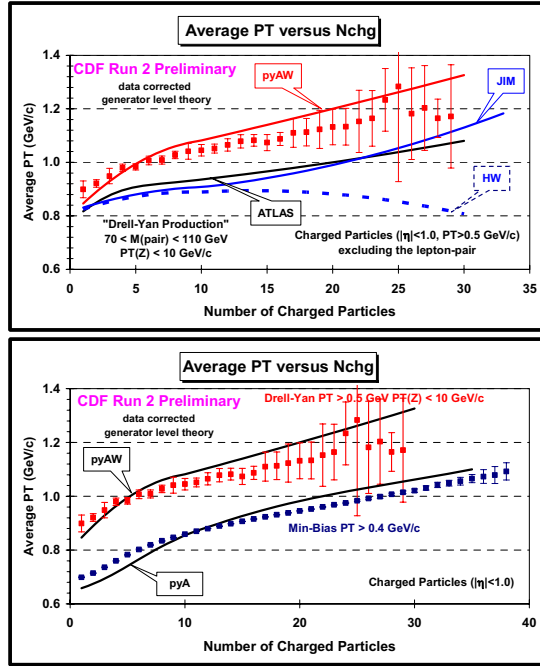 Average PT versus Nchg
CDF Run 2 Preliminary
data corrected
generator level theory
pyAW
JIM
HW
ATLAS
"Drell-Yan Production"
70 < M(pair) < 110 GeV
PT(Z) < 10 GeV/c
Charged Particles (|η|<1.0, PT>0.5 GeV/c)
excluding the lepton-pair
Average PT (GeV/c)
1.4
1.2
1.0
0.8
0.6
0 5 10 15 20 25 30 35
Number of Charged Particles
Average PT versus Nchg
CDF Run 2 Preliminary
data corrected
generator level theory
Drell-Yan PT > 0.5 GeV PT(Z) < 10 GeV/c
pyAW
Min-Bias PT > 0.4 GeV/c
pyA
Charged Particles (|η|<1.0)
Average PT (GeV/c)
1.4
1.2
1.0
0.8
0.6
0 10 20 30 40
Number of Charged Particles